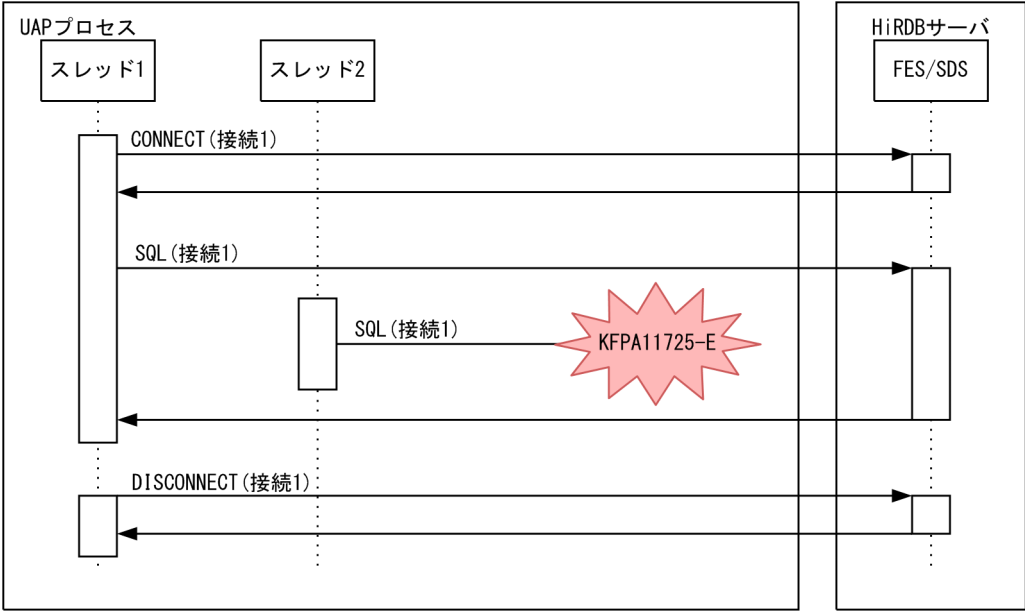 UAPプロセス
HiRDBサーバ
スレッド1
スレッド2
FES/SDS
CONNECT(接続1)
SQL(接続1)
SQL(接続1)
KFPA11725-E
DISCONNECT(接続1)